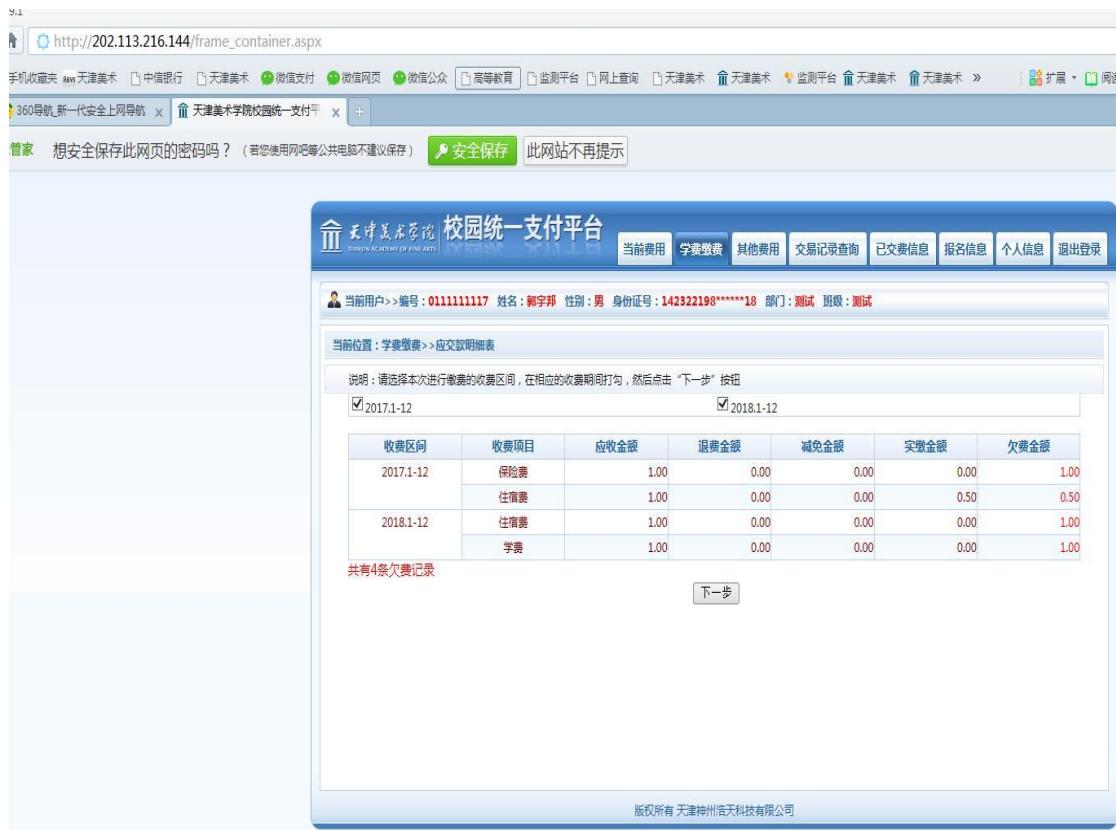 9.1
http://202.113.216.144/frame_container.aspx
手机收藏夹 天津美术 中信银行 天津美术 微信支付 微信网页 微信公众 高等教育 监测平台 网上查询 天津美术 天津美术 监测平台 天津美术 天津美术 » 扩展
360导航_新一代安全上网导航 x 天津美术学院校园统一支付平 x +
管家 想安全保存此网页的密码吗？（若您使用网吧等公共电脑不建议保存） 安全保存 此网站不再提示
天津美术学院 校园统一支付平台
TIANJIN ACADEMY OF FINE ARTS
当前费用 学费缴费 其他费用 交易记录查询 已交费信息 报名信息 个人信息 退出登录
当前用户>>编号：0111111117 姓名：郭宇邦 性别：男 身份证号：142322198******18 部门：测试 班级：测试
当前位置：学费缴费>>应交款明细表
说明：请选择本次进行缴费的收费区间，在相应的收费期间打勾，然后点击“下一步”按钮
2017.1-12 2018.1-12
收费区间 收费项目 应收金额 退费金额 减免金额 实缴金额 欠费金额
2017.1-12 保险费 1.00 0.00 0.00 0.00 1.00
住宿费 1.00 0.00 0.00 0.50 0.50
2018.1-12 住宿费 1.00 0.00 0.00 0.00 1.00
学费 1.00 0.00 0.00 0.00 1.00
共有4条欠费记录
下一步
版权所有 天津神州浩天科技有限公司